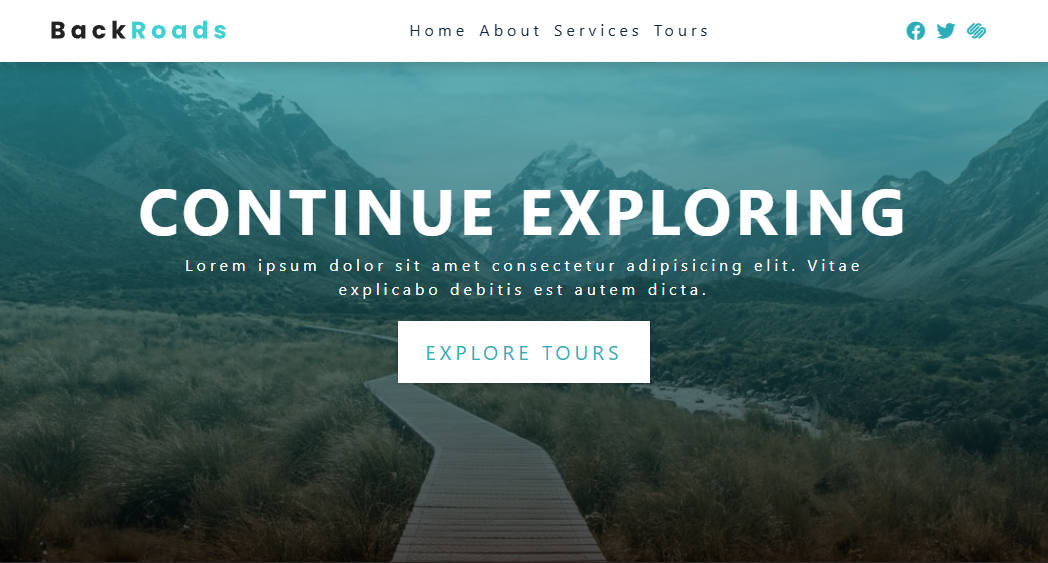 BackRoads
Home About Services Tours
CONTINUE EXPLORING
Lorem ipsum dolor sit amet consectetur adipisicing elit. Vitae
explicabo debitis est autem dicta.
EXPLORE TOURS